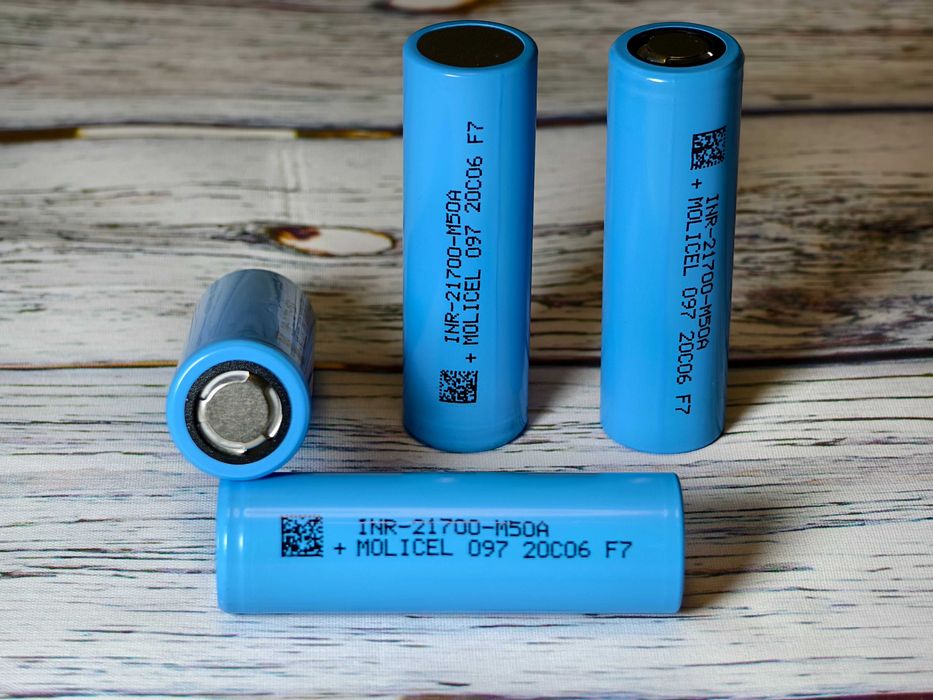 INR-21700-M50A
+ MOLICEL 097 20C06 F7
INR-21700-M50A
+ MOLICEL 097 20C06 F7
INR-21700-M50A
+ MOLICEL 097 20C06 F7